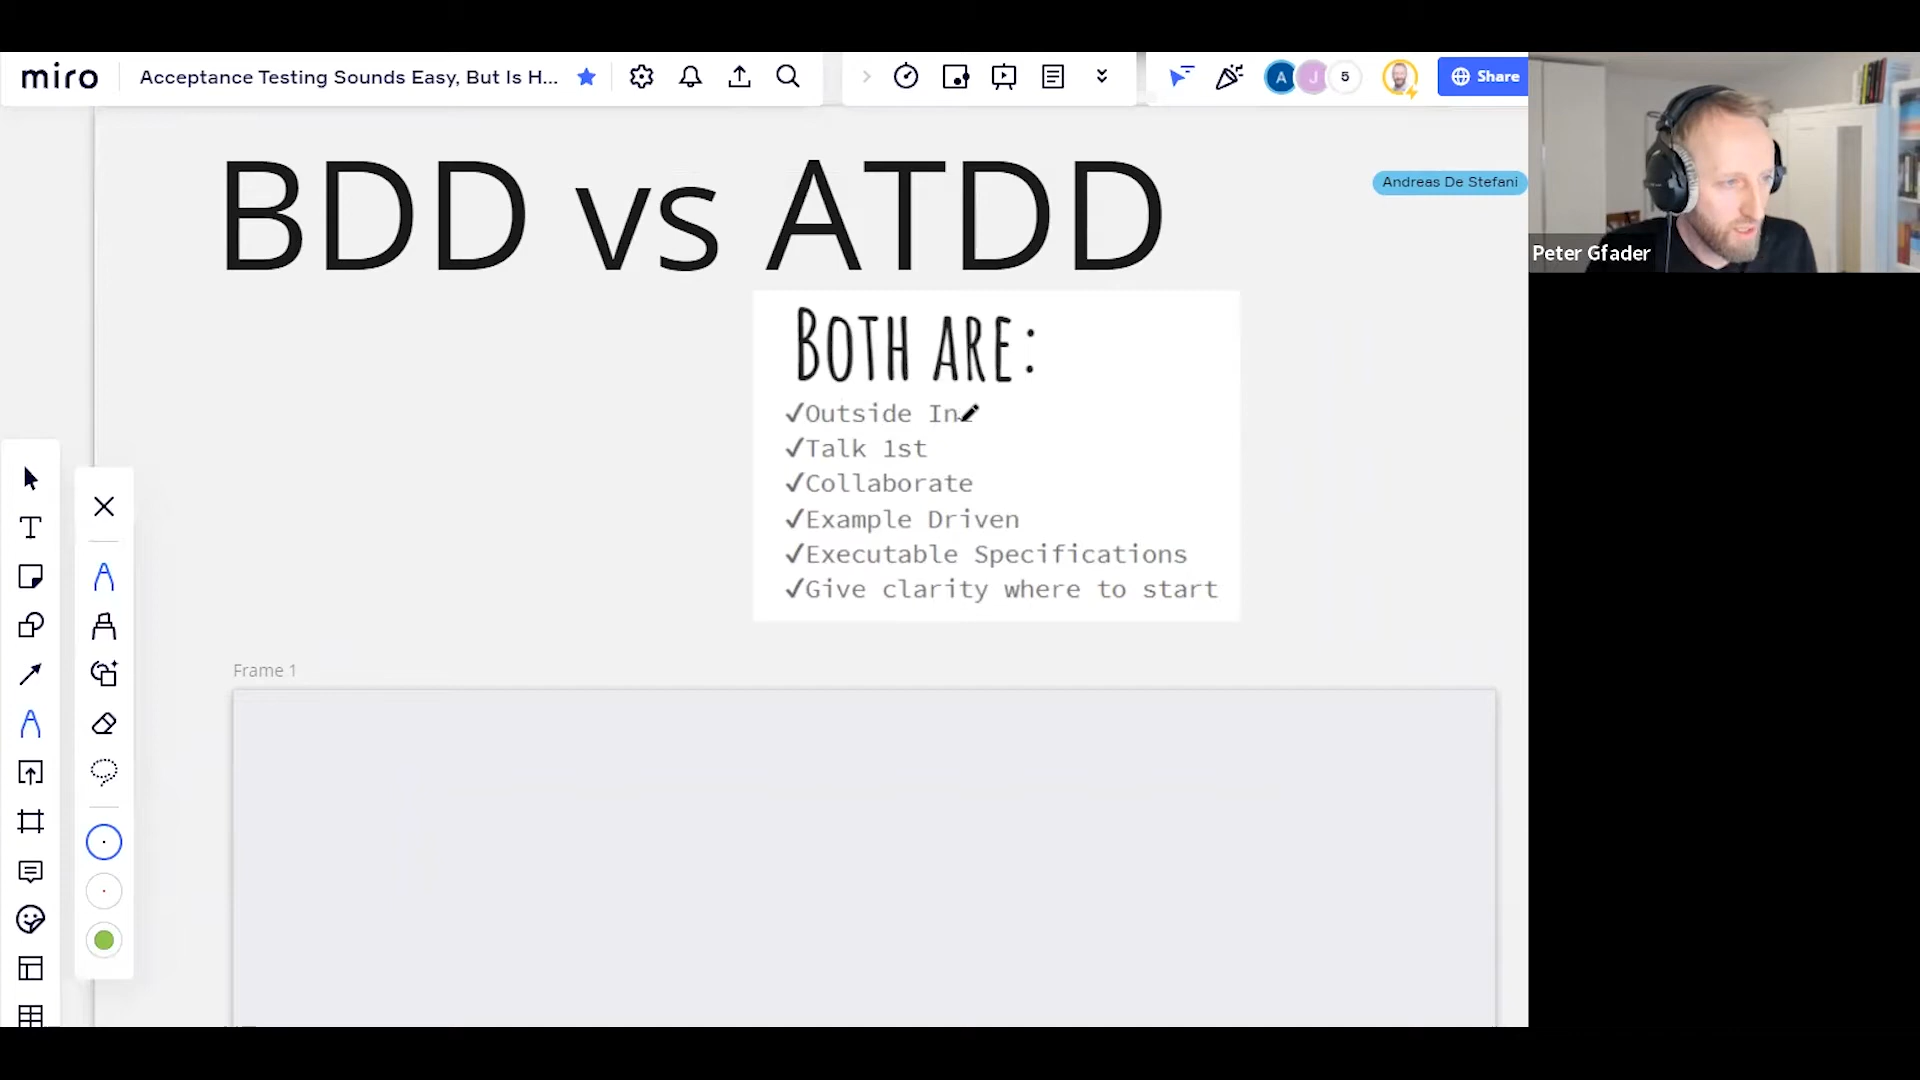 miro
Acceptance Testing Sounds Easy, But Is H...
A
J
5
Share
BDD vs ATDD
Andreas De Stefani
Peter Gfader
BOTH ARE:
✓Outside In
✓Talk 1st
✓Collaborate
✓Example Driven
✓Executable Specifications
✓Give clarity where to start
Frame 1